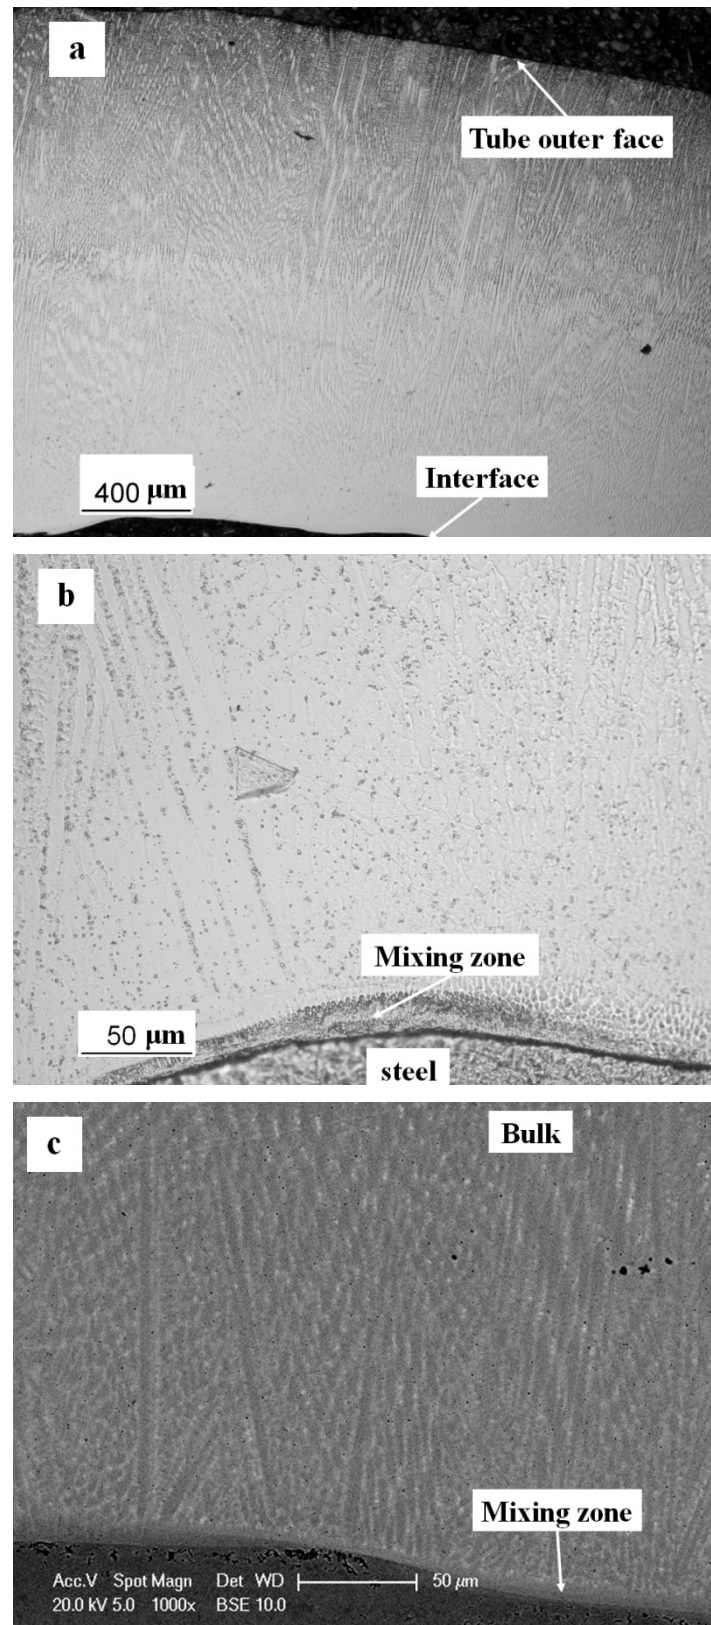 a
Tube outer face
Interface
400 µm
b
Mixing zone
50 µm
steel
c
Bulk
Mixing zone
Acc.V Spot Magn Det WD 50 µm
20.0 kV 5.0 1000x BSE 10.0